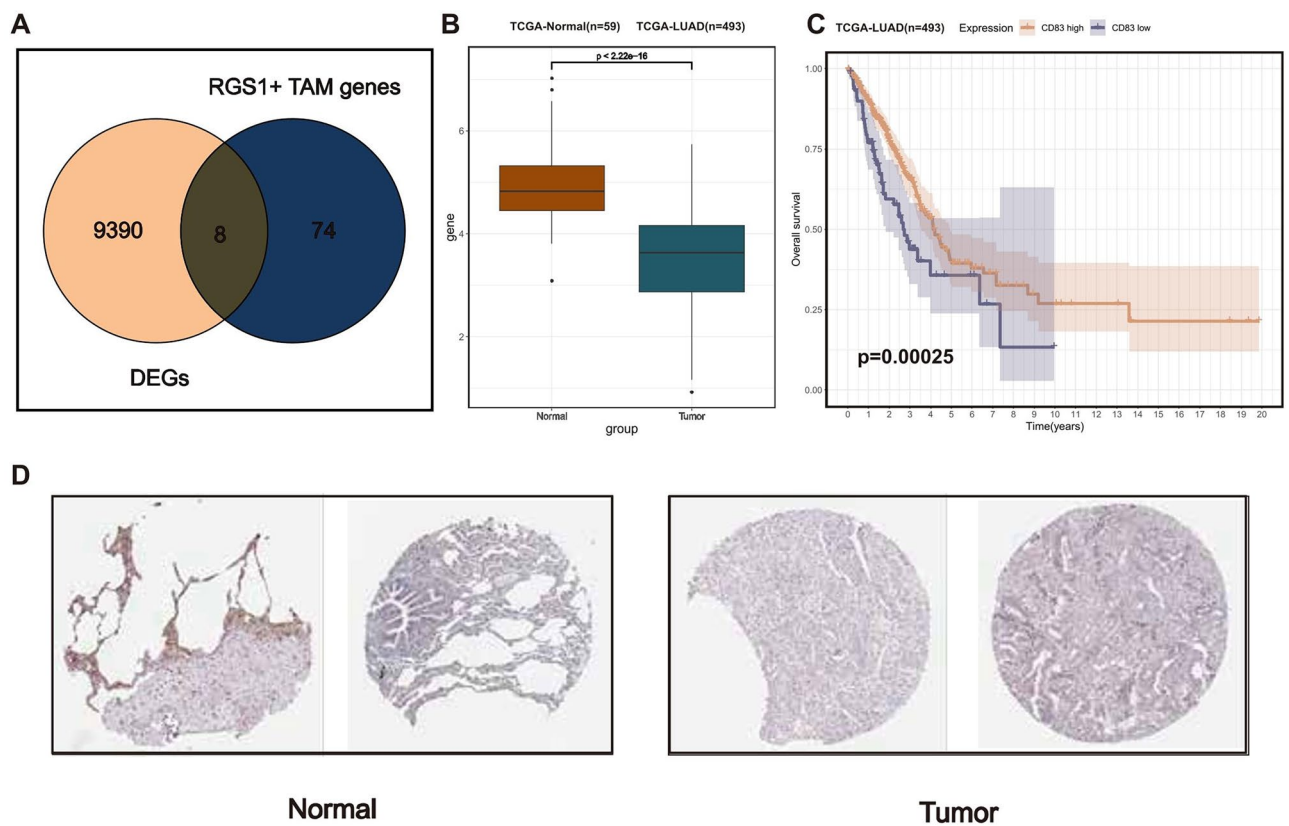 A
RGS1+ TAM genes
9390
8
74
DEGs
B
TCGA-Normal(n=59) TCGA-LUAD(n=493)
p < 2.22e-16
6
4
2
gene
Normal
Tumor
group
C
TCGA-LUAD(n=493) Expression CD83 high CD83 low
1.00
0.75
0.50
0.25
0.00
Overall survival
p=0.00025
0 1 2 3 4 5 6 7 8 9 10 11 12 13 14 15 16 17 18 19 20
Time(years)
D
Normal
Tumor